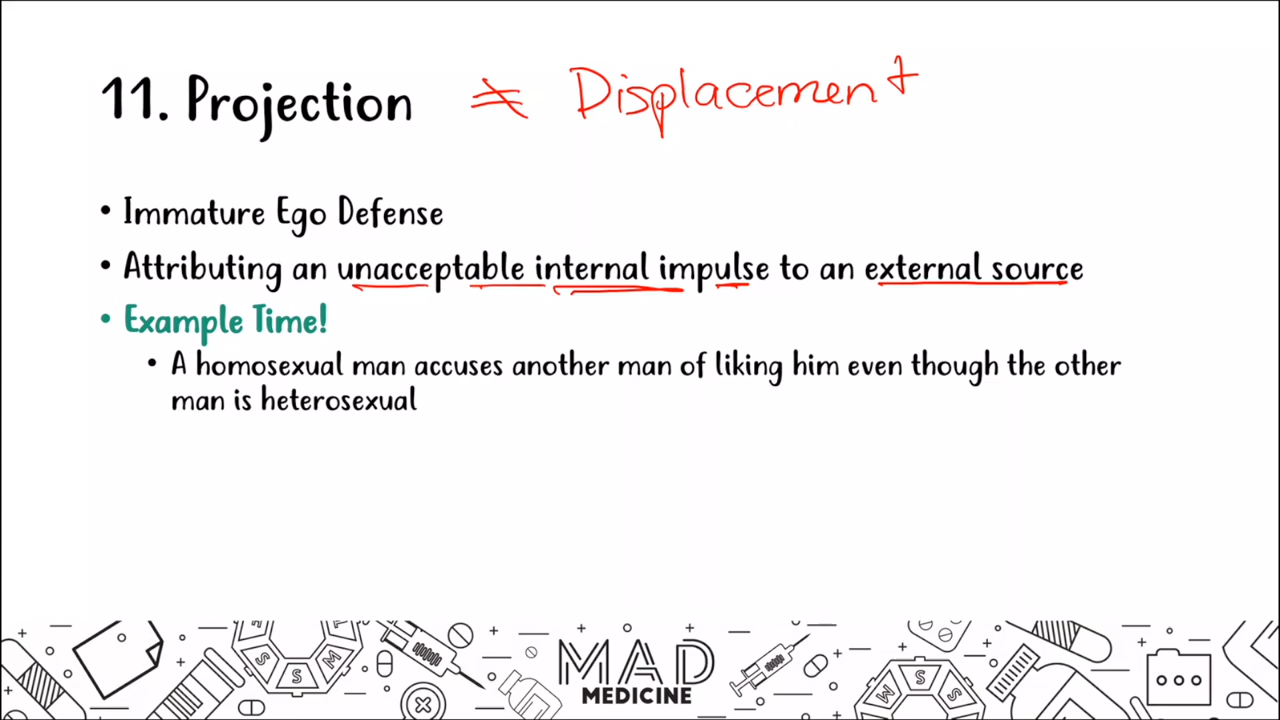 11. Projection ≠ Displacement
• Immature Ego Defense
• Attributing an unacceptable internal impulse to an external source
• Example Time!
• A homosexual man accuses another man of liking him even though the other
man is heterosexual
S S M
MAD
MEDICINE
M S S